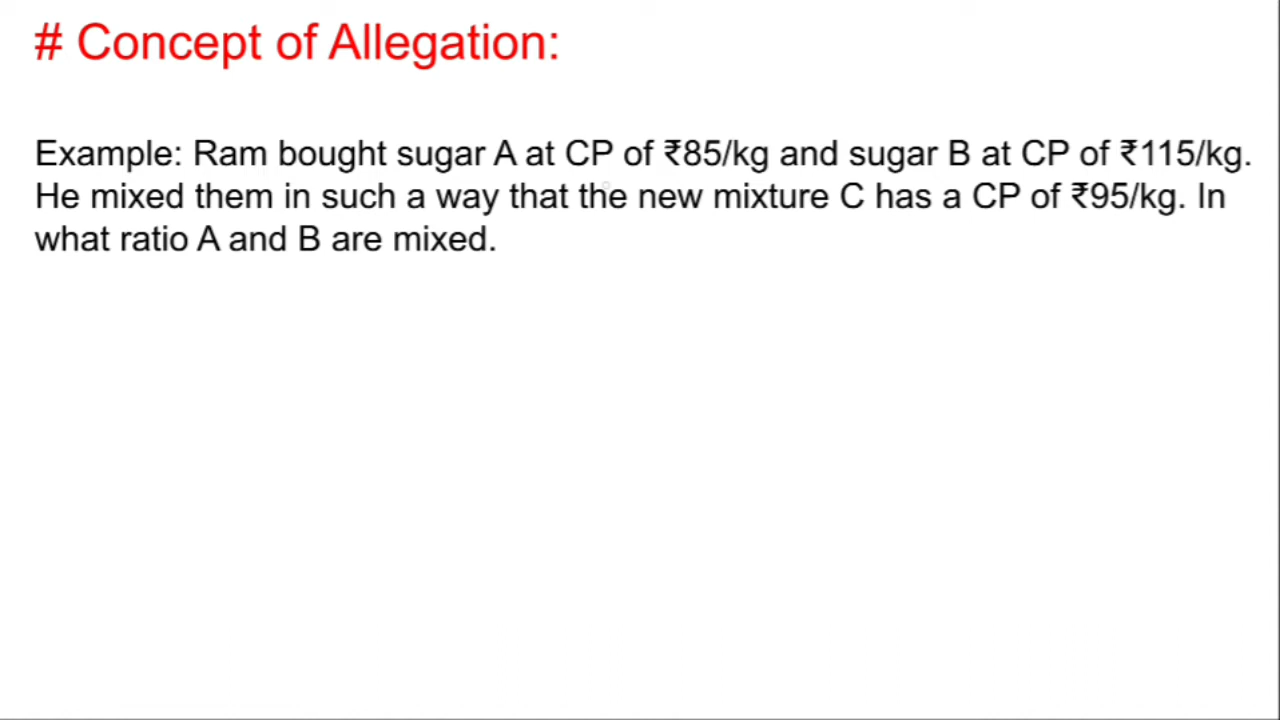 # Concept of Allegation:
Example: Ram bought sugar A at CP of ₹85/kg and sugar B at CP of ₹115/kg.
He mixed them in such a way that the new mixture C has a CP of ₹95/kg. In
what ratio A and B are mixed.